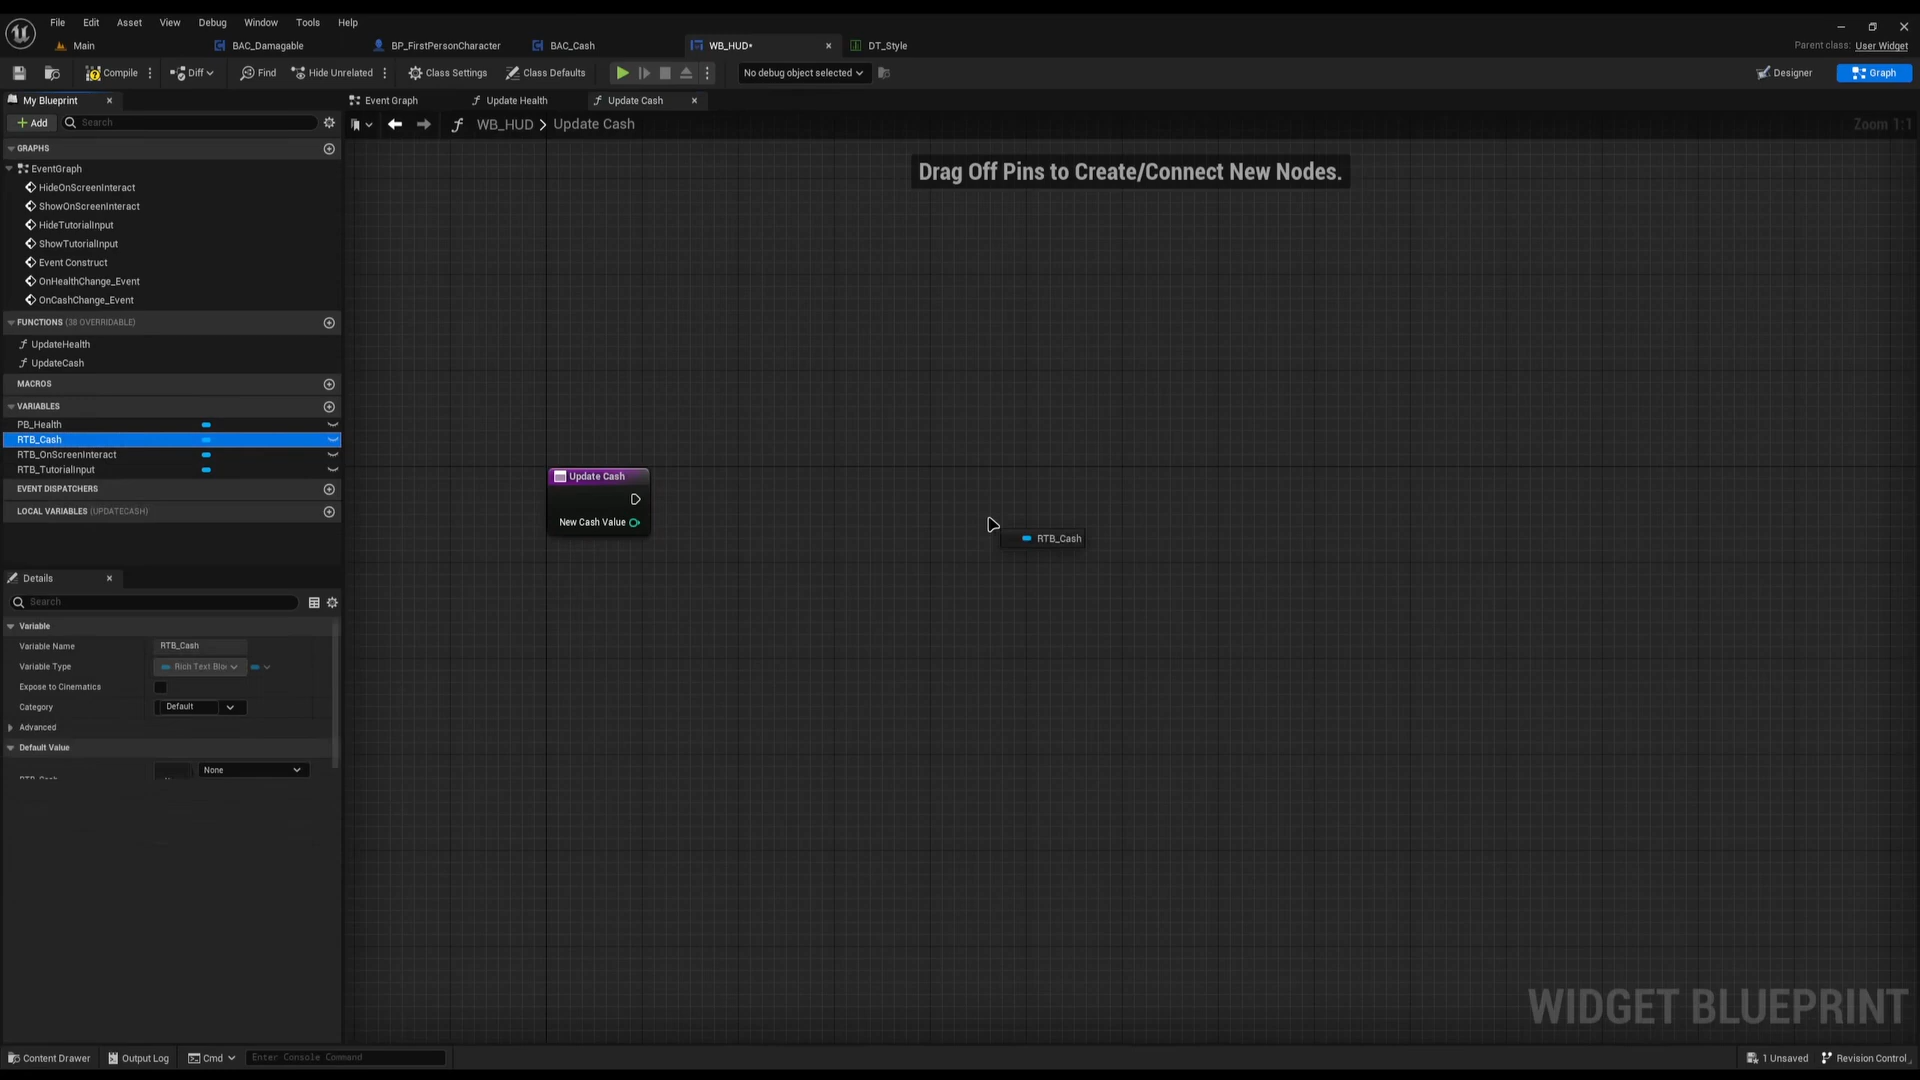 File Edit Asset View Debug Window Tools Help
Main BAC_Damagable BP_FirstPersonCharacter BAC_Cash WB_HUD• DT_Style
Parent class: User Widget
Compile Diff Find Hide Unrelated Class Settings Class Defaults No debug object selected Designer Graph
My Blueprint Event Graph Update Health Update Cash
Add Search WB_HUD > Update Cash Zoom 1:1
GRAPHS
EventGraph
HideOnScreenInteract
ShowOnScreenInteract
HideTutorialInput
ShowTutorialInput
Event Construct
OnHealthChange_Event
OnCashChange_Event
FUNCTIONS (38 OVERRIDABLE)
UpdateHealth
UpdateCash
MACROS
VARIABLES
PB_Health
RTB_Cash
RTB_OnScreenInteract
RTB_TutorialInput
EVENT DISPATCHERS
LOCAL VARIABLES (UPDATECASH)
Drag Off Pins to Create/Connect New Nodes.
Update Cash
New Cash Value
RTB_Cash
Details
Search
Variable
Variable Name RTB_Cash
Variable Type Rich Text Blo
Expose to Cinematics
Category Default
Advanced
Default Value
RTB_Cash None
WIDGET BLUEPRINT
Content Drawer Output Log Cmd Enter Console Command 1 Unsaved Revision Control